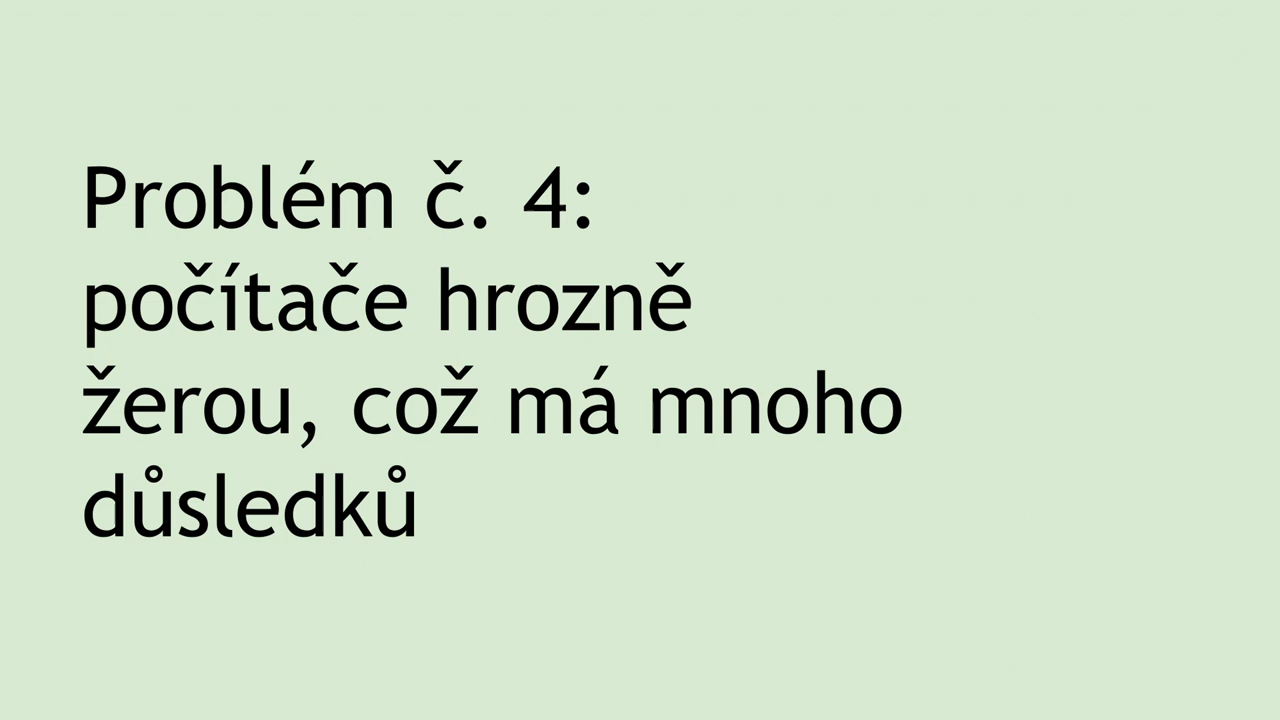 Problém č. 4:
počítače hrozně
žerou, což má mnoho
důsledků